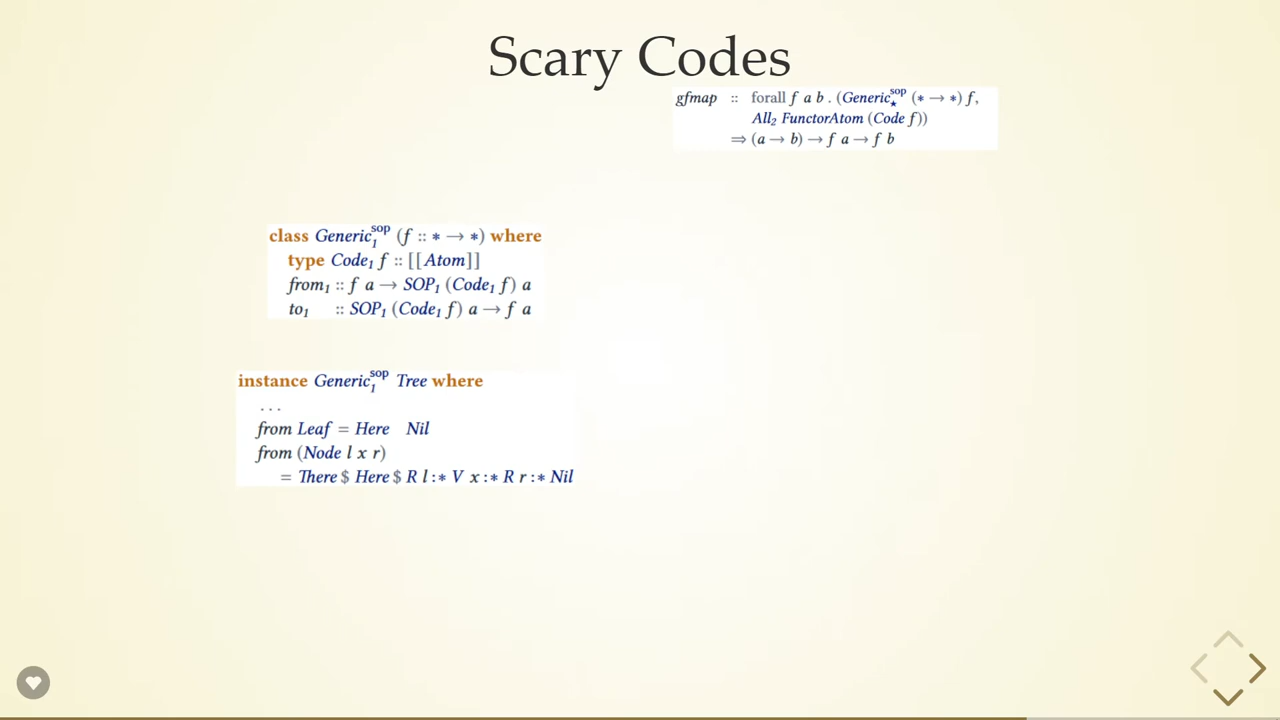 Scary Codes
gfmap :: forall f a b . (Generic⋆sop (∗ → ∗) f,
All₂ FunctorAtom (Code f))
⇒ (a → b) → f a → f b
class Generic₁sop (f :: ∗ → ∗) where
type Code₁ f :: [[Atom]]
from₁ :: f a → SOP₁ (Code₁ f) a
to₁ :: SOP₁ (Code₁ f) a → f a
instance Generic₁sop Tree where
...
from Leaf = Here Nil
from (Node l x r)
= There $ Here $ R l :∗ V x :∗ R r :∗ Nil